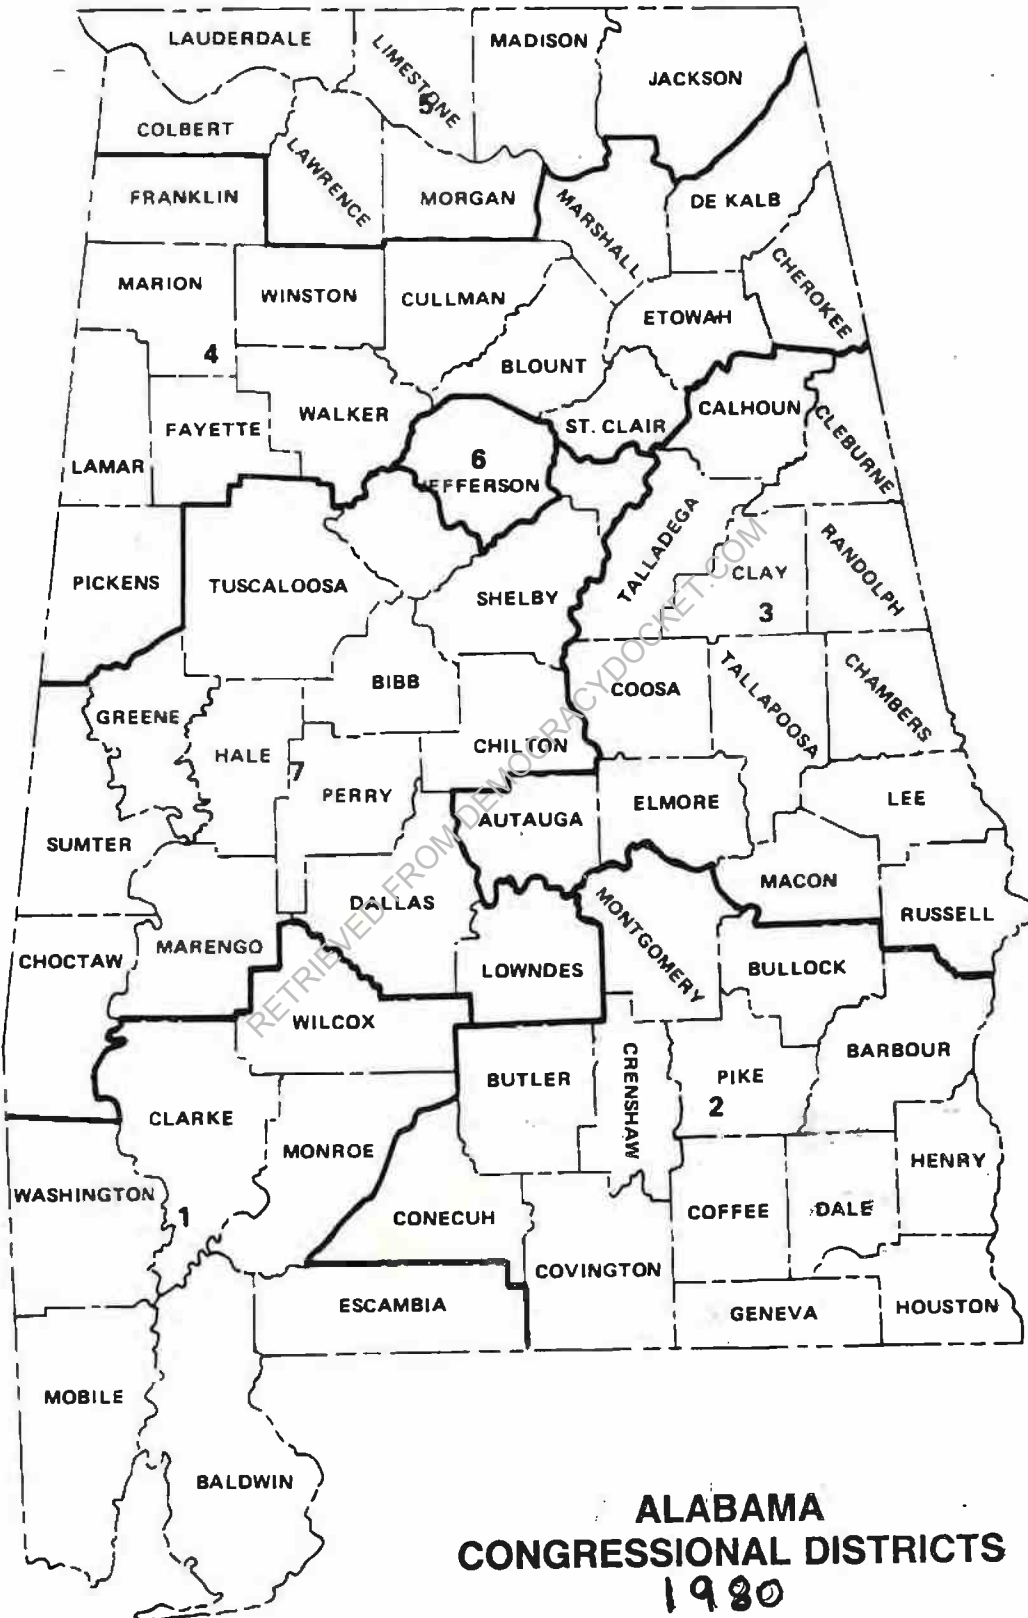 LAUDERDALE
LIMESTONE
MADISON
JACKSON
5
COLBERT
LAWRENCE
FRANKLIN
MORGAN
MARSHALL
DE KALB
CHEROKEE
MARION
WINSTON
CULLMAN
ETOWAH
4
BLOUNT
WALKER
FAYETTE
ST. CLAIR
CALHOUN
CLEBURNE
LAMAR
6
JEFFERSON
TALLADEGA
RANDOLPH
PICKENS
TUSCALOOSA
SHELBY
CLAY
3
BIBB
COOSA
TALLAPOOSA
CHAMBERS
GREENE
HALE
7
CHILTON
PERRY
ELMORE
LEE
SUMTER
AUTAUGA
MACON
DALLAS
MONTGOMERY
RUSSELL
CHOCTAW
MARENGO
LOWNDES
BULLOCK
WILCOX
BARBOUR
BUTLER
CRENSHAW
PIKE
2
CLARKE
MONROE
HENRY
WASHINGTON
1
CONECUH
COFFEE
DALE
COVINGTON
ESCAMBIA
GENEVA
HOUSTON
MOBILE
BALDWIN
RETRIEVED FROM DEMOCRACYDOCKET.COM
ALABAMA
CONGRESSIONAL DISTRICTS
1980